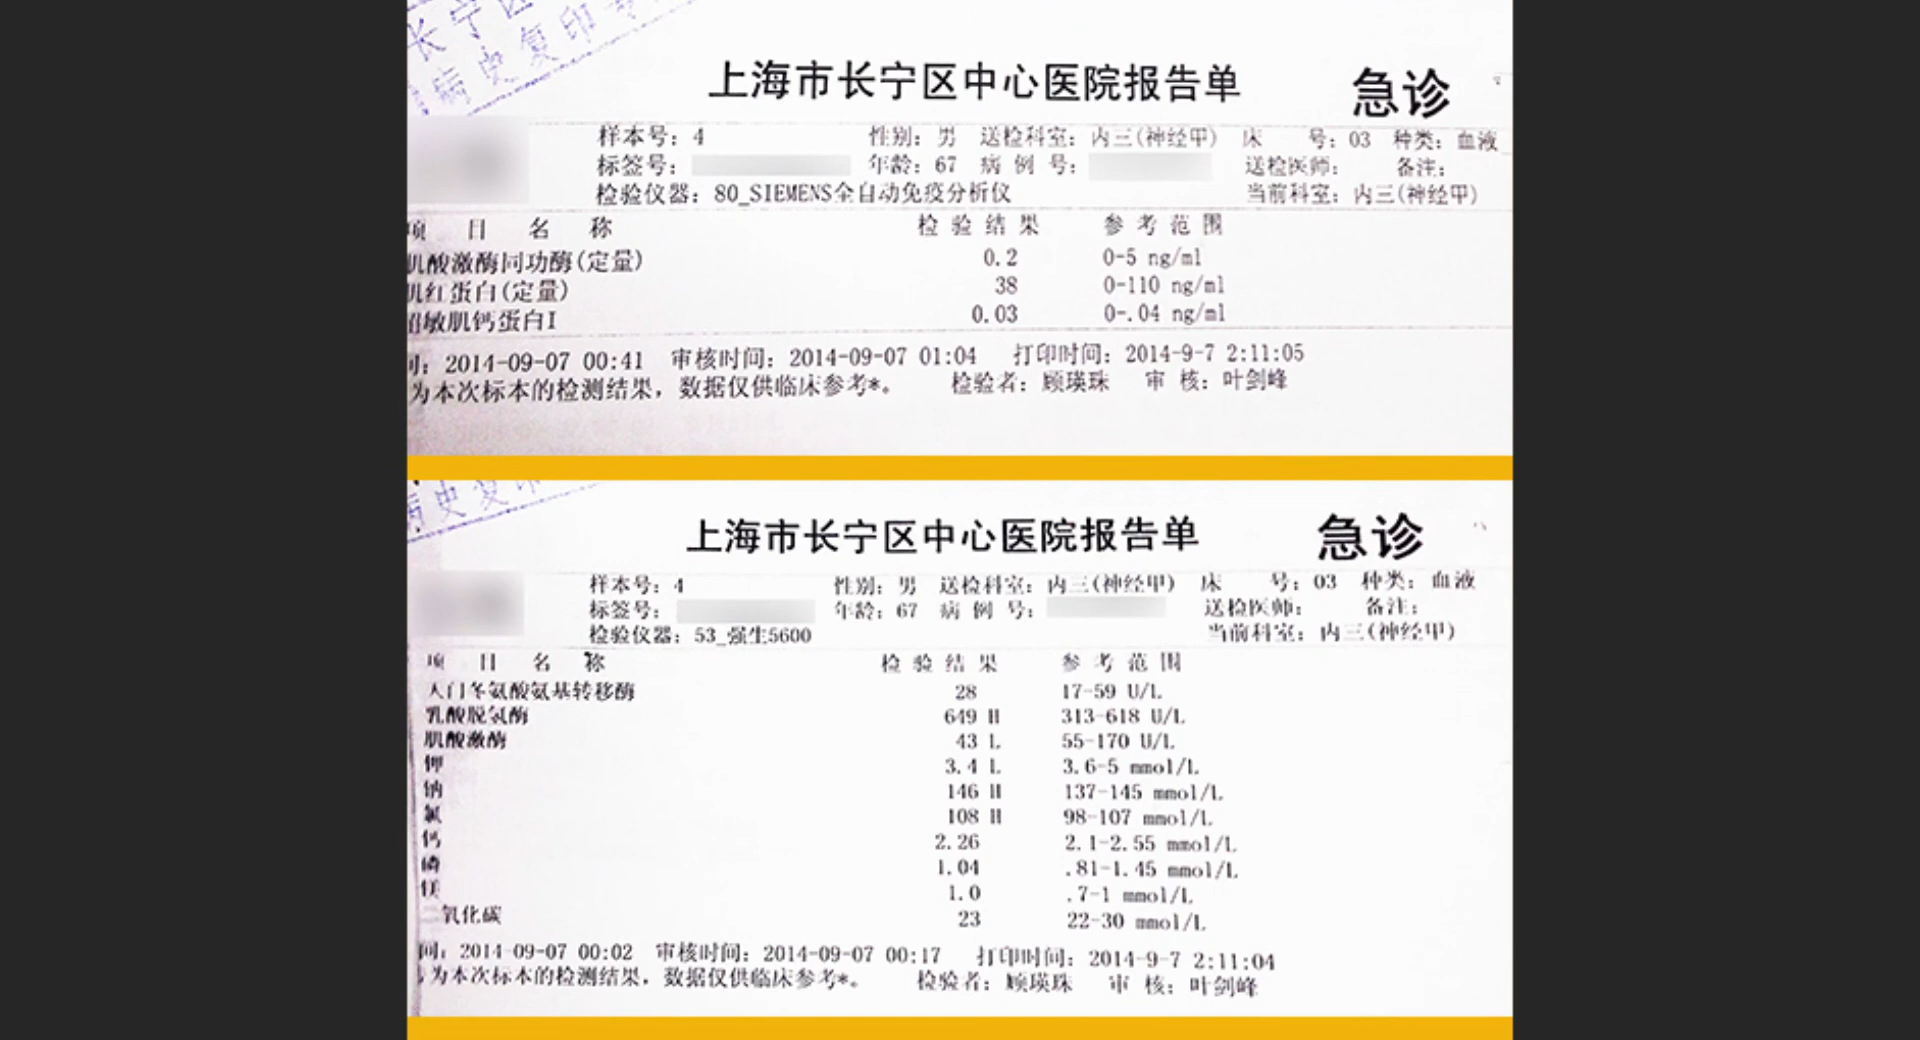 长宁区
病史复印专
上海市长宁区中心医院报告单 急诊
样本号：4 性别：男 送检科室：内三(神经甲) 床 号：03 种类：血液
标签号： 年龄：67 病 例 号： 送检医师： 备注：
检验仪器：80_SIEMENS全自动免疫分析仪 当前科室：内三(神经甲)
项 目 名 称 检 验 结 果 参 考 范 围
肌酸激酶同功酶(定量) 0.2 0-5 ng/ml
肌红蛋白(定量) 38 0-110 ng/ml
超敏肌钙蛋白I 0.03 0-.04 ng/ml
间：2014-09-07 00:41 审核时间：2014-09-07 01:04 打印时间：2014-9-7 2:11:05
为本次标本的检测结果，数据仅供临床参考*。 检验者：顾瑛珠 审 核：叶剑峰
病史复印
上海市长宁区中心医院报告单 急诊
样本号：4 性别：男 送检科室：内三(神经甲) 床 号：03 种类：血液
标签号： 年龄：67 病 例 号： 送检医师： 备注：
检验仪器：53_强生5600 当前科室：内三(神经甲)
项 目 名 称 检 验 结 果 参 考 范 围
天门冬氨酸氨基转移酶 28 17-59 U/L
乳酸脱氢酶 649 H 313-618 U/L
肌酸激酶 43 L 55-170 U/L
钾 3.4 L 3.6-5 mmol/L
钠 146 H 137-145 mmol/L
氯 108 H 98-107 mmol/L
钙 2.26 2.1-2.55 mmol/L
磷 1.04 .81-1.45 mmol/L
镁 1.0 .7-1 mmol/L
二氧化碳 23 22-30 mmol/L
间：2014-09-07 00:02 审核时间：2014-09-07 00:17 打印时间：2014-9-7 2:11:04
为本次标本的检测结果，数据仅供临床参考*。 检验者：顾瑛珠 审 核：叶剑峰